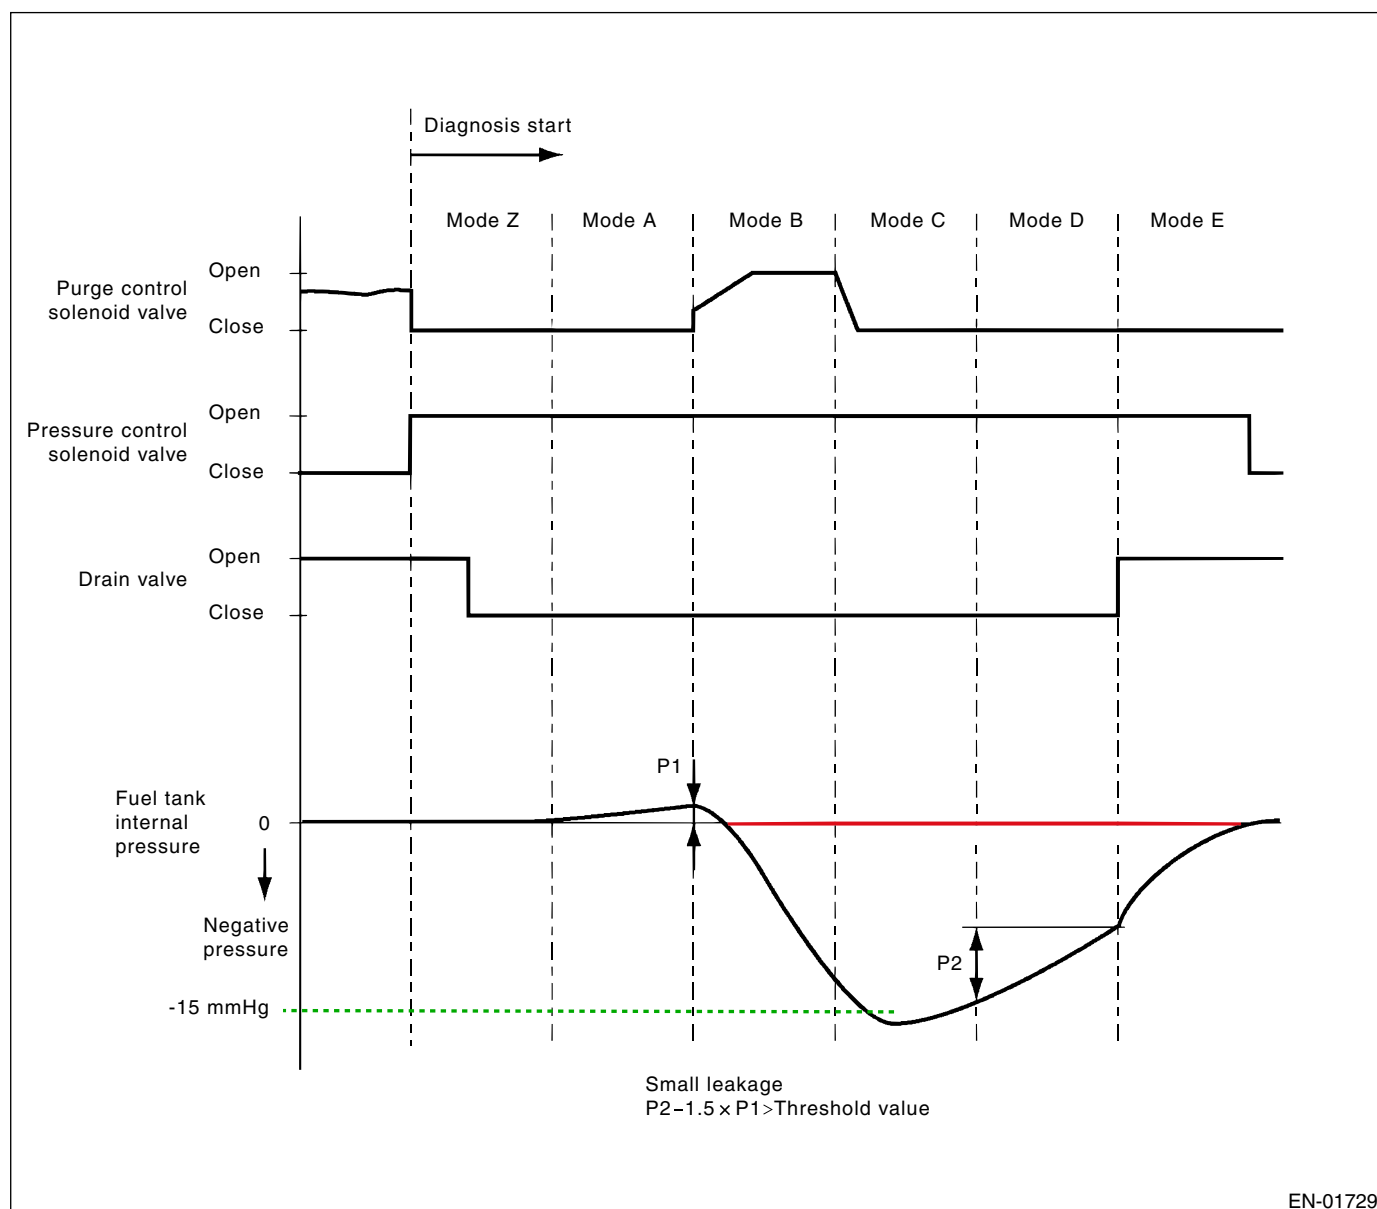 Diagnosis start
Mode Z
Mode A
Mode B
Mode C
Mode D
Mode E
Purge control
solenoid valve
Open
Close
Pressure control
solenoid valve
Open
Close
Drain valve
Open
Close
Fuel tank
internal
pressure
0
P1
Negative
pressure
P2
-15 mmHg
Small leakage
P2–1.5×P1>Threshold value
EN-01729